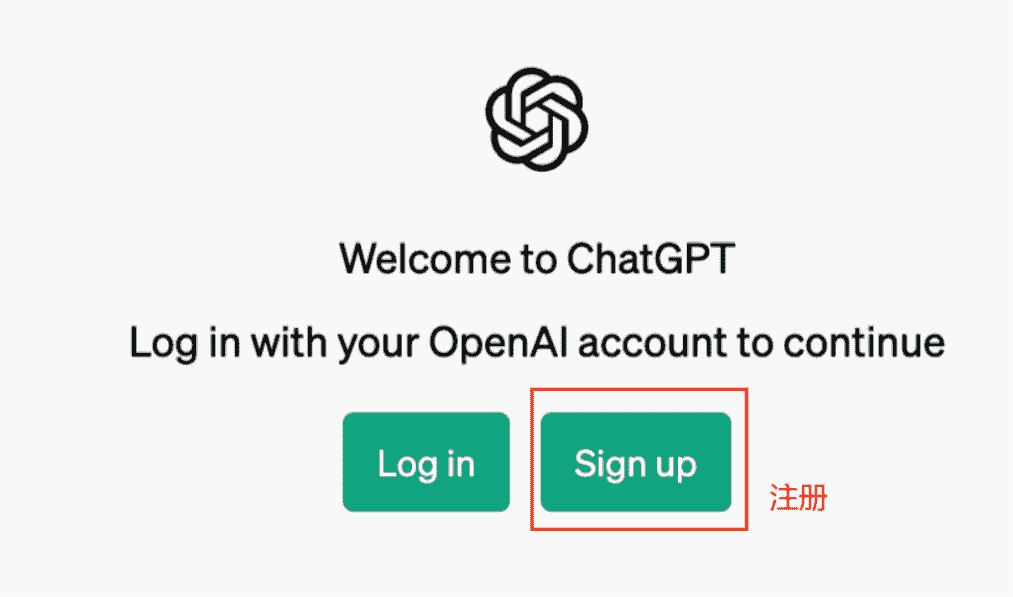 Welcome to ChatGPT
Log in with your OpenAI account to continue
Log in
Sign up
注册